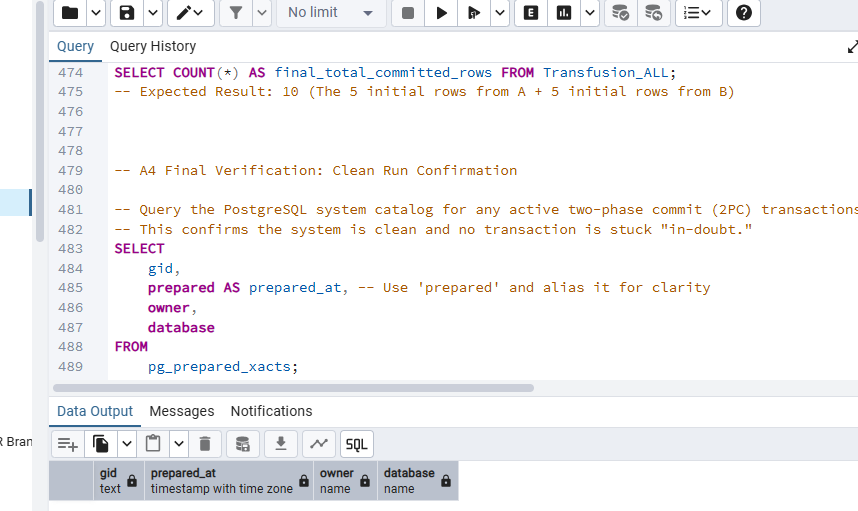 No limit
E
Query Query History
474 SELECT COUNT(*) AS final_total_committed_rows FROM Transfusion_ALL;
475 -- Expected Result: 10 (The 5 initial rows from A + 5 initial rows from B)
476
477
478
479 -- A4 Final Verification: Clean Run Confirmation
480
481 -- Query the PostgreSQL system catalog for any active two-phase commit (2PC) transactions
482 -- This confirms the system is clean and no transaction is stuck "in-doubt."
483 SELECT
484 gid,
485 prepared AS prepared_at, -- Use 'prepared' and alias it for clarity
486 owner,
487 database
488 FROM
489 pg_prepared_xacts;
Data Output Messages Notifications
R Bran
SQL
gid prepared_at owner database
text timestamp with time zone name name